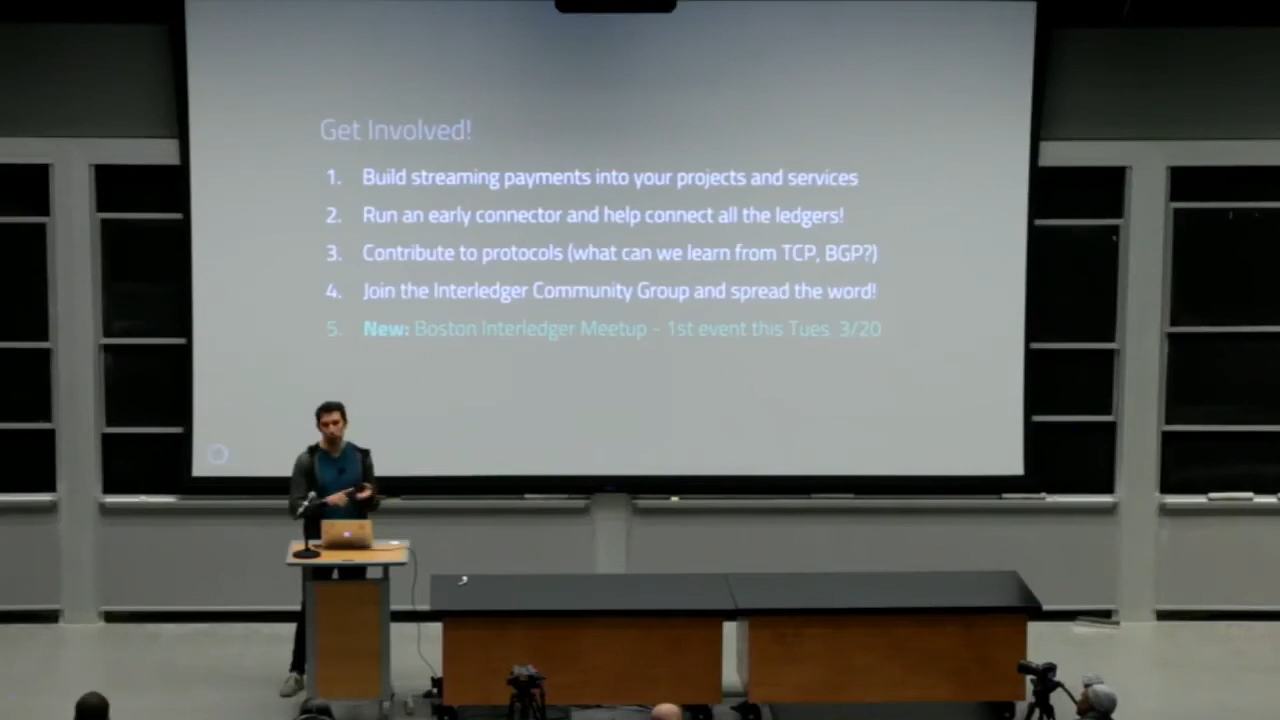 Get Involved!
1. Build streaming payments into your projects and services
2. Run an early connector and help connect all the ledgers!
3. Contribute to protocols (what can we learn from TCP, BGP?)
4. Join the Interledger Community Group and spread the word!
5. New: Boston Interledger Meetup - 1st event this Tues. 3/20